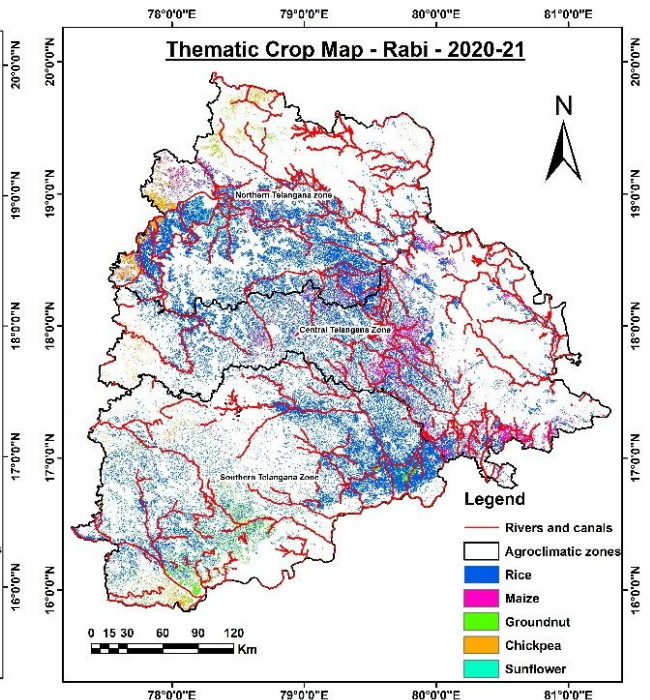 78°0'0"E 79°0'0"E 80°0'0"E 81°0'0"E
Thematic Crop Map - Rabi - 2020-21
N
20°0'0"N 20°0'0"N
19°0'0"N 19°0'0"N
18°0'0"N 18°0'0"N
17°0'0"N 17°0'0"N
16°0'0"N 16°0'0"N
Northern Telangana zone
Central Telangana Zone
Southern Telangana Zone
Legend
Rivers and canals
Agroclimatic zones
Rice
Maize
Groundnut
Chickpea
Sunflower
0 15 30 60 90 120
Km
78°0'0"E 79°0'0"E 80°0'0"E 81°0'0"E